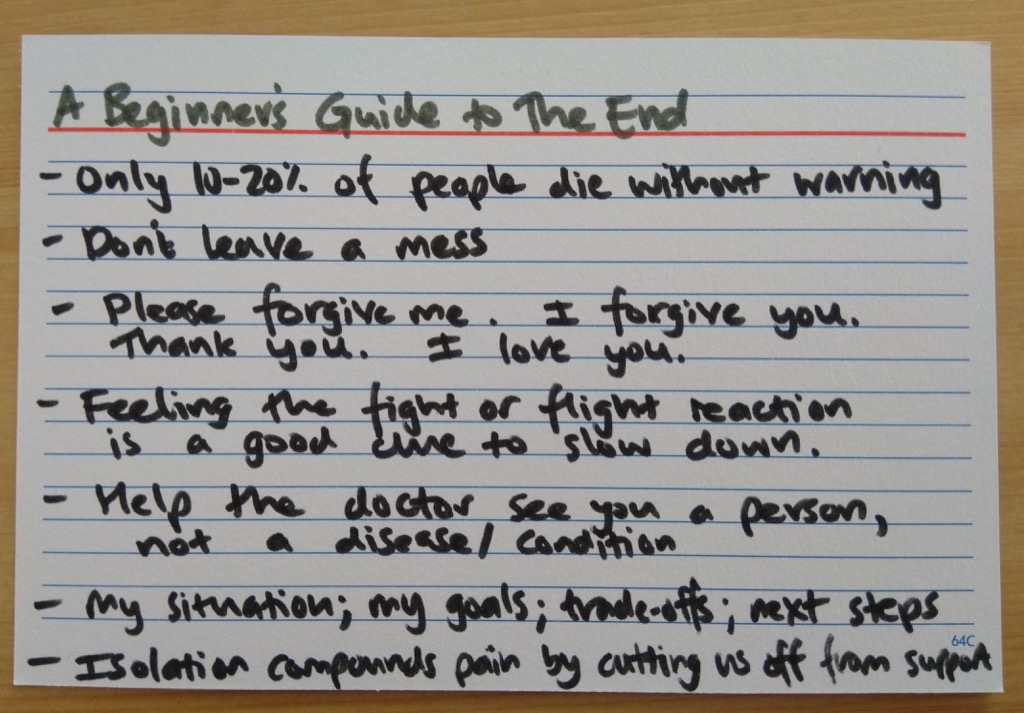 A Beginner's Guide to The End
- Only 10-20% of people die without warning
- Don't leave a mess
- Please forgive me. I forgive you.
Thank you. I love you.
- Feeling the fight or flight reaction
is a good clue to slow down.
- Help the doctor see you a person,
not a disease/condition
- My situation; my goals; trade-offs; next steps
64C
- Isolation compounds pain by cutting us off from support